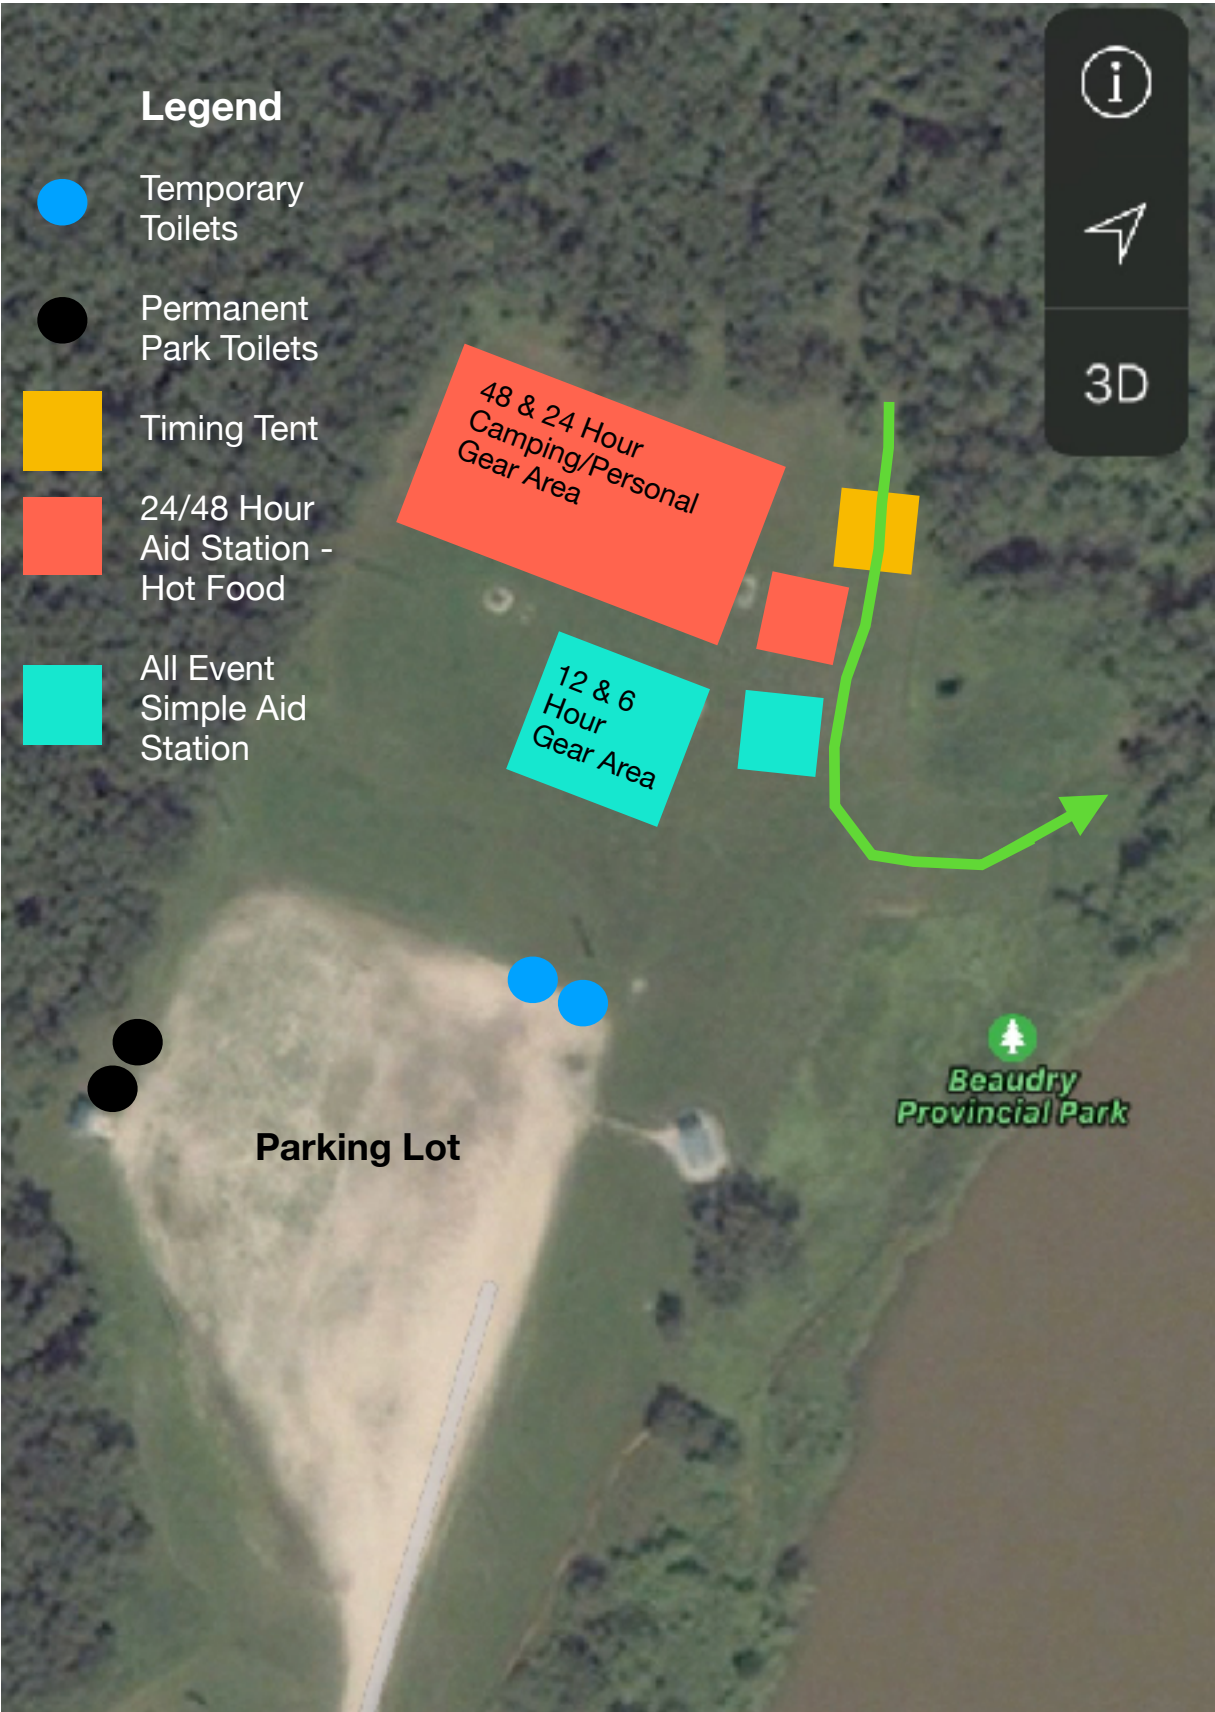 Legend
Temporary
Toilets
Permanent
Park Toilets
Timing Tent
24/48 Hour
Aid Station -
Hot Food
All Event
Simple Aid
Station
i
3D
48 & 24 Hour
Camping/Personal
Gear Area
12 & 6
Hour
Gear Area
Beaudry
Provincial Park
Parking Lot